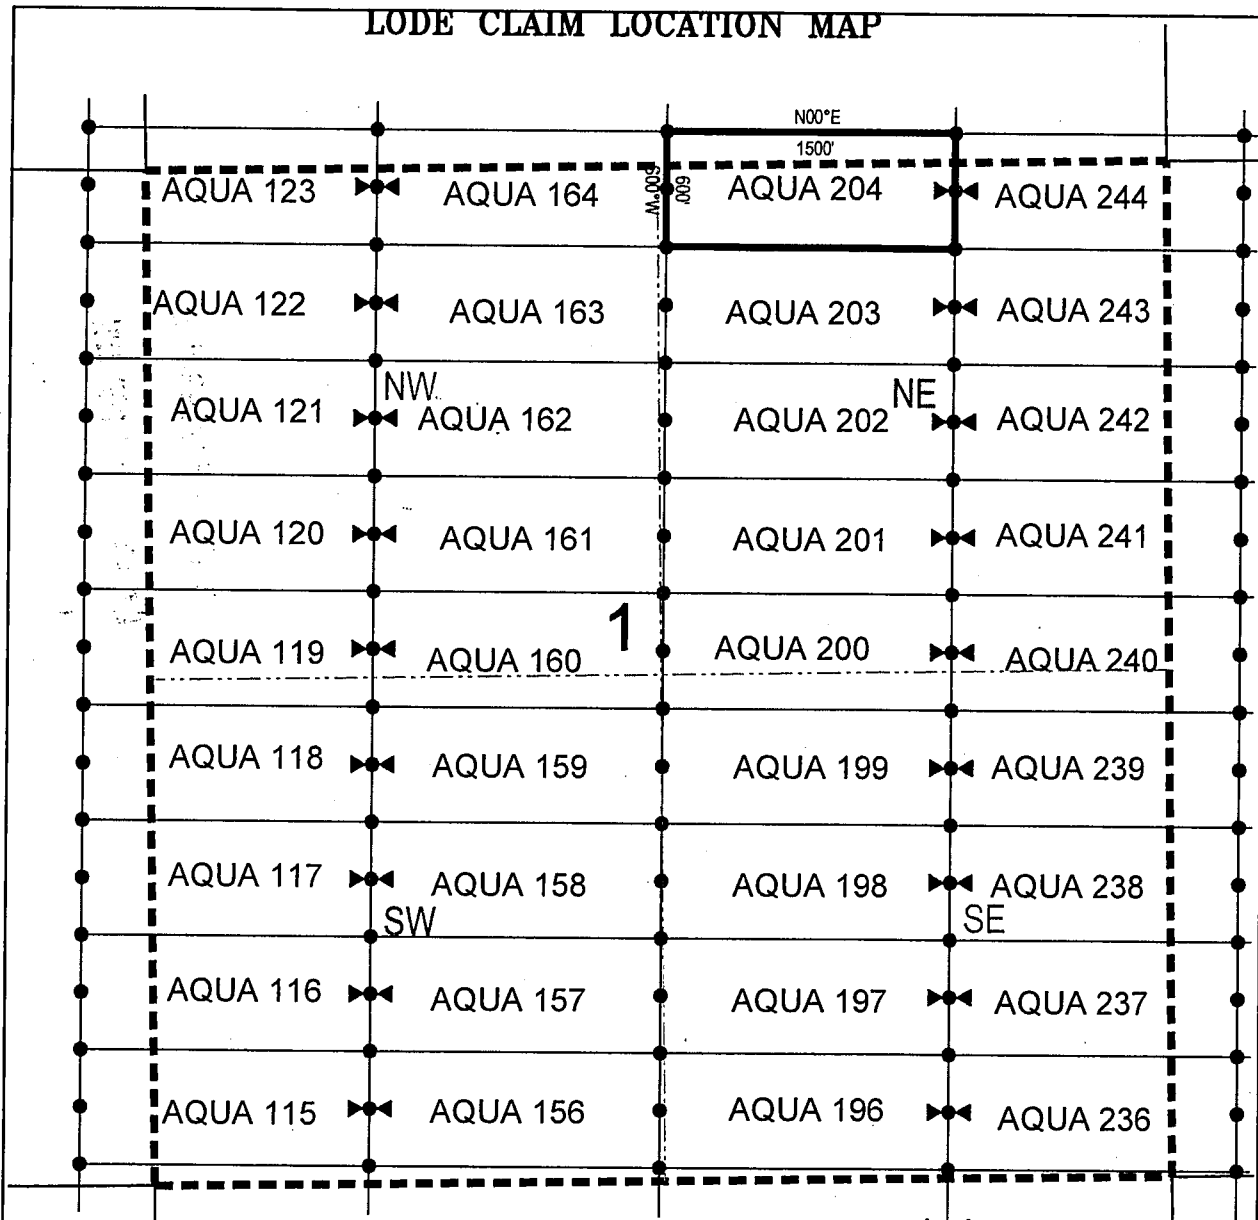 LODE CLAIM LOCATION MAP
N00°E
1500'
600'
N.00°W
AQUA 123
AQUA 164
AQUA 204
AQUA 244
AQUA 122
AQUA 163
AQUA 203
AQUA 243
NW
NE
AQUA 121
AQUA 162
AQUA 202
AQUA 242
AQUA 120
AQUA 161
AQUA 201
AQUA 241
1
AQUA 119
AQUA 160
AQUA 200
AQUA 240
AQUA 118
AQUA 159
AQUA 199
AQUA 239
AQUA 117
AQUA 158
AQUA 198
AQUA 238
SW
SE
AQUA 116
AQUA 157
AQUA 197
AQUA 237
AQUA 115
AQUA 156
AQUA 196
AQUA 236